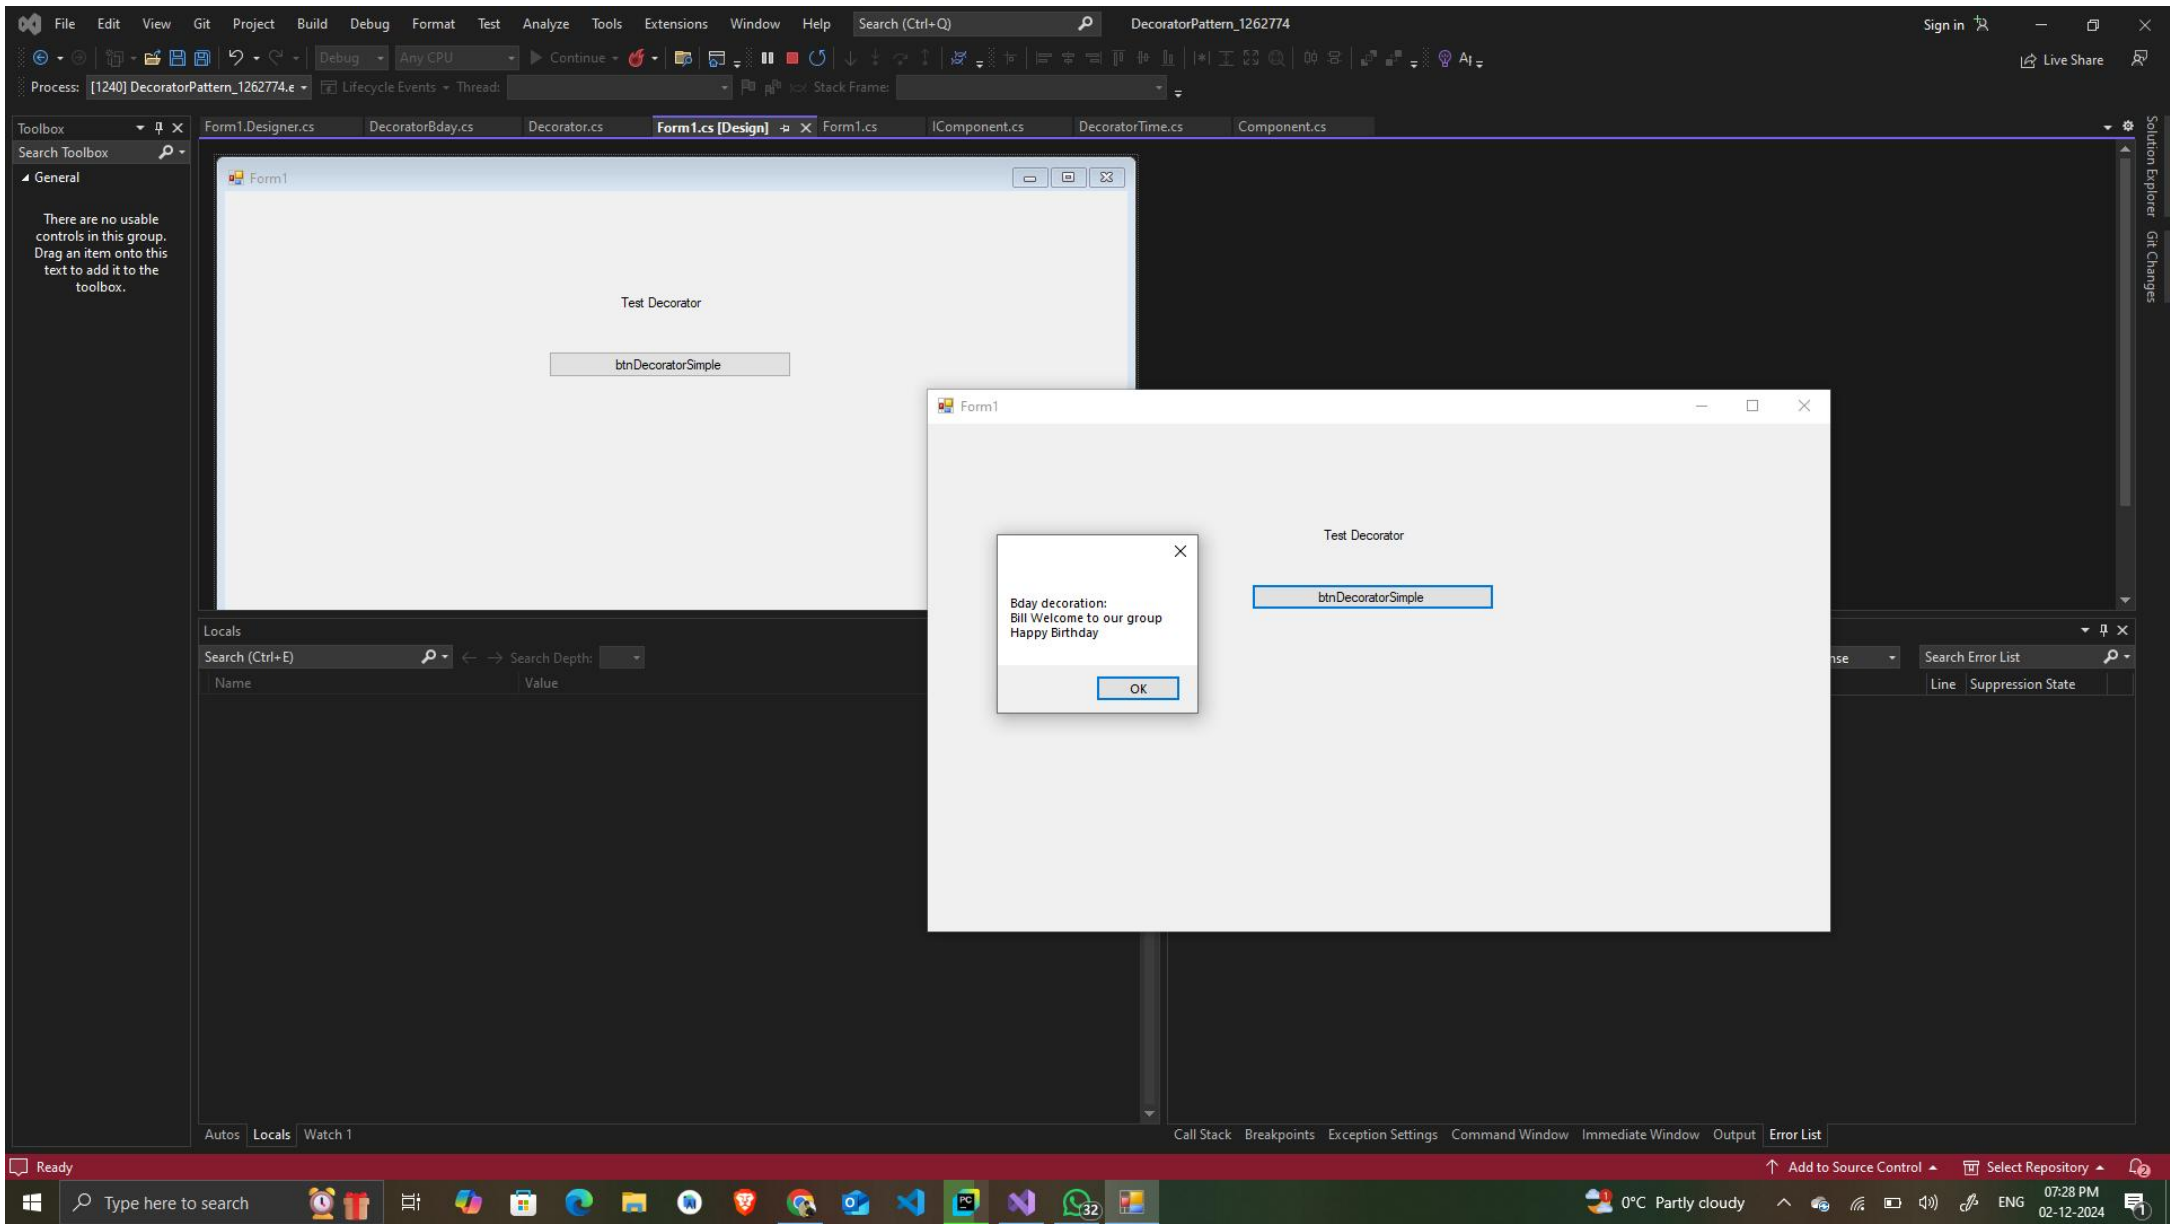 File Edit View Git Project Build Debug Format Test Analyze Tools Extensions Window Help Search (Ctrl+Q) DecoratorPattern_1262774 Sign in
Debug Any CPU Continue Live Share
Process: [1240] DecoratorPattern_1262774.e Lifecycle Events Thread: Stack Frame:
Toolbox
Search Toolbox
General
There are no usable
controls in this group.
Drag an item onto this
text to add it to the
toolbox.
Form1.Designer.cs DecoratorBday.cs Decorator.cs Form1.cs [Design] Form1.cs IComponent.cs DecoratorTime.cs Component.cs
Solution Explorer
Git Changes
Form1
Test Decorator
btnDecoratorSimple
Form1
Test Decorator
btnDecoratorSimple
Bday decoration:
Bill Welcome to our group
Happy Birthday
OK
Locals
Search (Ctrl+E) Search Depth:
Name Value
nse Search Error List
Line Suppression State
Autos Locals Watch 1
Call Stack Breakpoints Exception Settings Command Window Immediate Window Output Error List
Ready Add to Source Control Select Repository 2
Type here to search 32 0°C Partly cloudy ENG 07:28 PM
02-12-2024